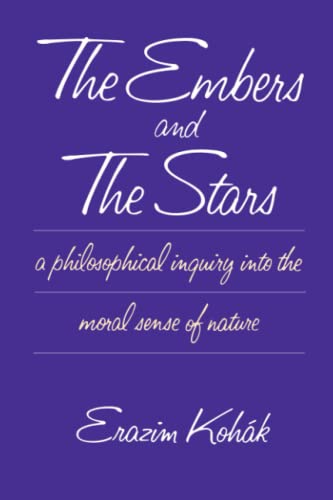 The Embers
and
The Stars
a philosophical inquiry into the
moral sense of nature
Erazim Kohák